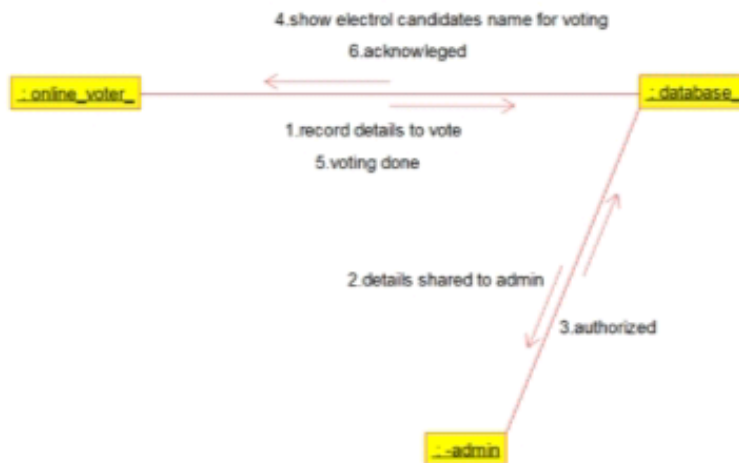 4.show electrol candidates name for voting
6.acknowleged
: online_voter_
: database_
1.record details to vote
5.voting done
2.details shared to admin
3.authorized
: -admin